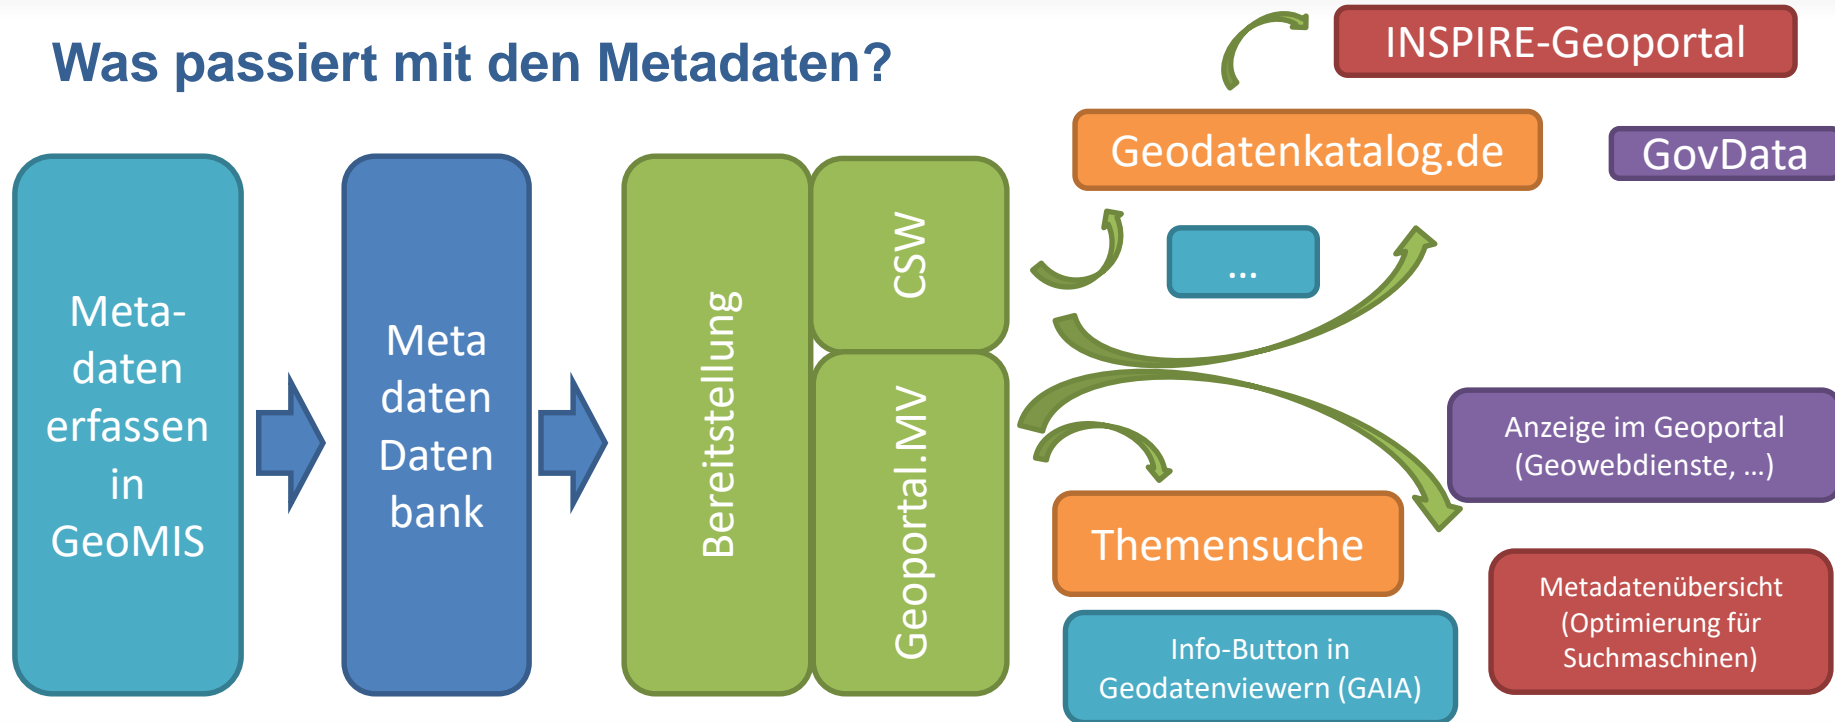 Was passiert mit den Metadaten?
Meta-
daten
erfassen
in
GeoMIS
Meta
daten
Daten
bank
Bereitstellung
CSW
Geoportal.MV
INSPIRE-Geoportal
Geodatenkatalog.de
GovData
...
Themensuche
Info-Button in
Geodatenviewern (GAIA)
Anzeige im Geoportal
(Geowebdienste, ...)
Metadatenübersicht
(Optimierung für
Suchmaschinen)